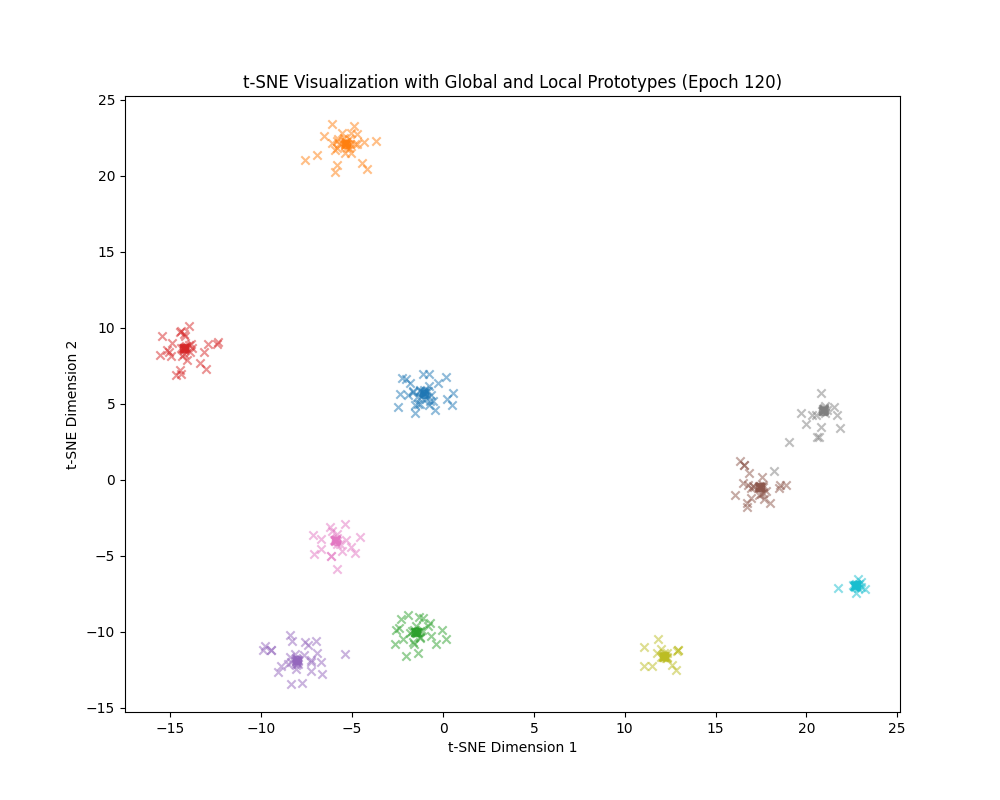 t-SNE Visualization with Global and Local Prototypes (Epoch 120)
25
20
15
10
5
0
−5
−10
−15
t-SNE Dimension 2
−15 −10 −5 0 5 10 15 20 25
t-SNE Dimension 1